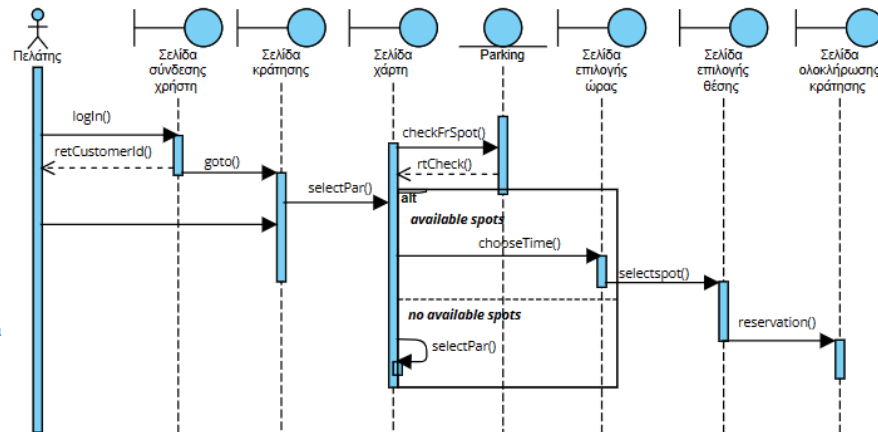 Πελάτης
Σελίδα
σύνδεσης
χρήστη
Σελίδα
κράτησης
Σελίδα
χάρτη
Parking
Σελίδα
επιλογής
ώρας
Σελίδα
επιλογής
θέσης
Σελίδα
ολοκλήρωσης
κράτησης
logIn()
checkFrSpot()
retCustomerId()
goto()
rtCheck()
selectPar()
alt
available spots
chooseTime()
selectspot()
no available spots
reservation()
selectPar()